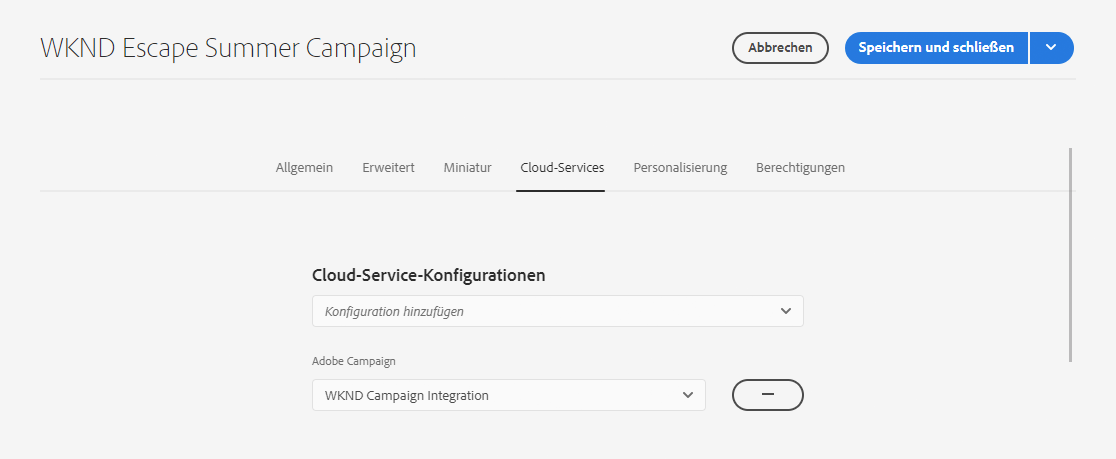 WKND Escape Summer Campaign
Abbrechen
Speichern und schließen
Allgemein
Erweitert
Miniatur
Cloud-Services
Personalisierung
Berechtigungen
Cloud-Service-Konfigurationen
Konfiguration hinzufügen
Adobe Campaign
WKND Campaign Integration